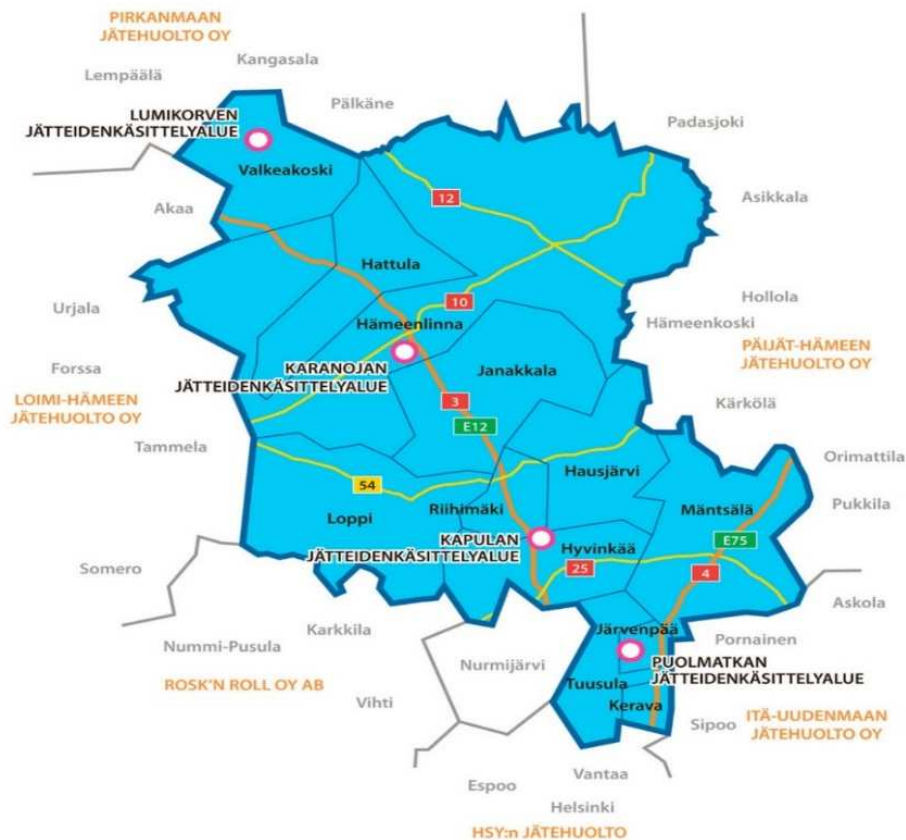 PIRKANMAAN
JÄTEHUOLTO OY
Kangasala
Lempäälä
Pälkäne
LUMIKORVEN
JÄTTEIDENKÄSITTELYALUE
Padasjoki
Valkeakoski
12
Asikkala
Akaa
Hattula
Hollola
Urjala
10
Hämeenlinna
Hämeenkoski
PÄIJÄT-HÄMEEN
JÄTEHUOLTO OY
KARANOJAN
JÄTTEIDENKÄSITTELYALUE
Janakkala
Forssa
LOIMI-HÄMEEN
JÄTEHUOLTO OY
3
Kärkölä
E12
Tammela
Orimattila
Hausjärvi
54
Loppi
Riihimäki
Mäntsälä
Pukkila
KAPULAN
JÄTTEIDENKÄSITTELYALUE
Hyvinkää
E75
25
4
Somero
Askola
Karkkila
Järvenpää
Pornainen
Nummi-Pusula
Nurmijärvi
PUOLMATKAN
JÄTTEIDENKÄSITTELYALUE
ROSK'N ROLL OY AB
Tuusula
Vihti
Kerava
Sipoo
ITÄ-UUDENMAAN
JÄTEHUOLTO OY
Vantaa
Espoo
Helsinki
HSY:n JÄTEHUOLTO